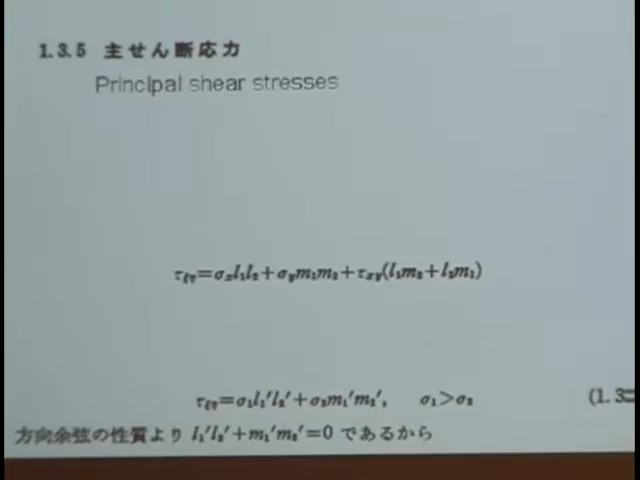 1.3.5 主せん断応力
Principal shear stresses
τξη=σxl₁l₂+σym₁m₂+τxy(l₁m₂+l₂m₁)
τξη=σ₁l₁′l₂′+σ₂m₁′m₂′, σ₁>σ₂ (1.3
方向余弦の性質より l₁′l₂′+m₁′m₂′=0 であるから